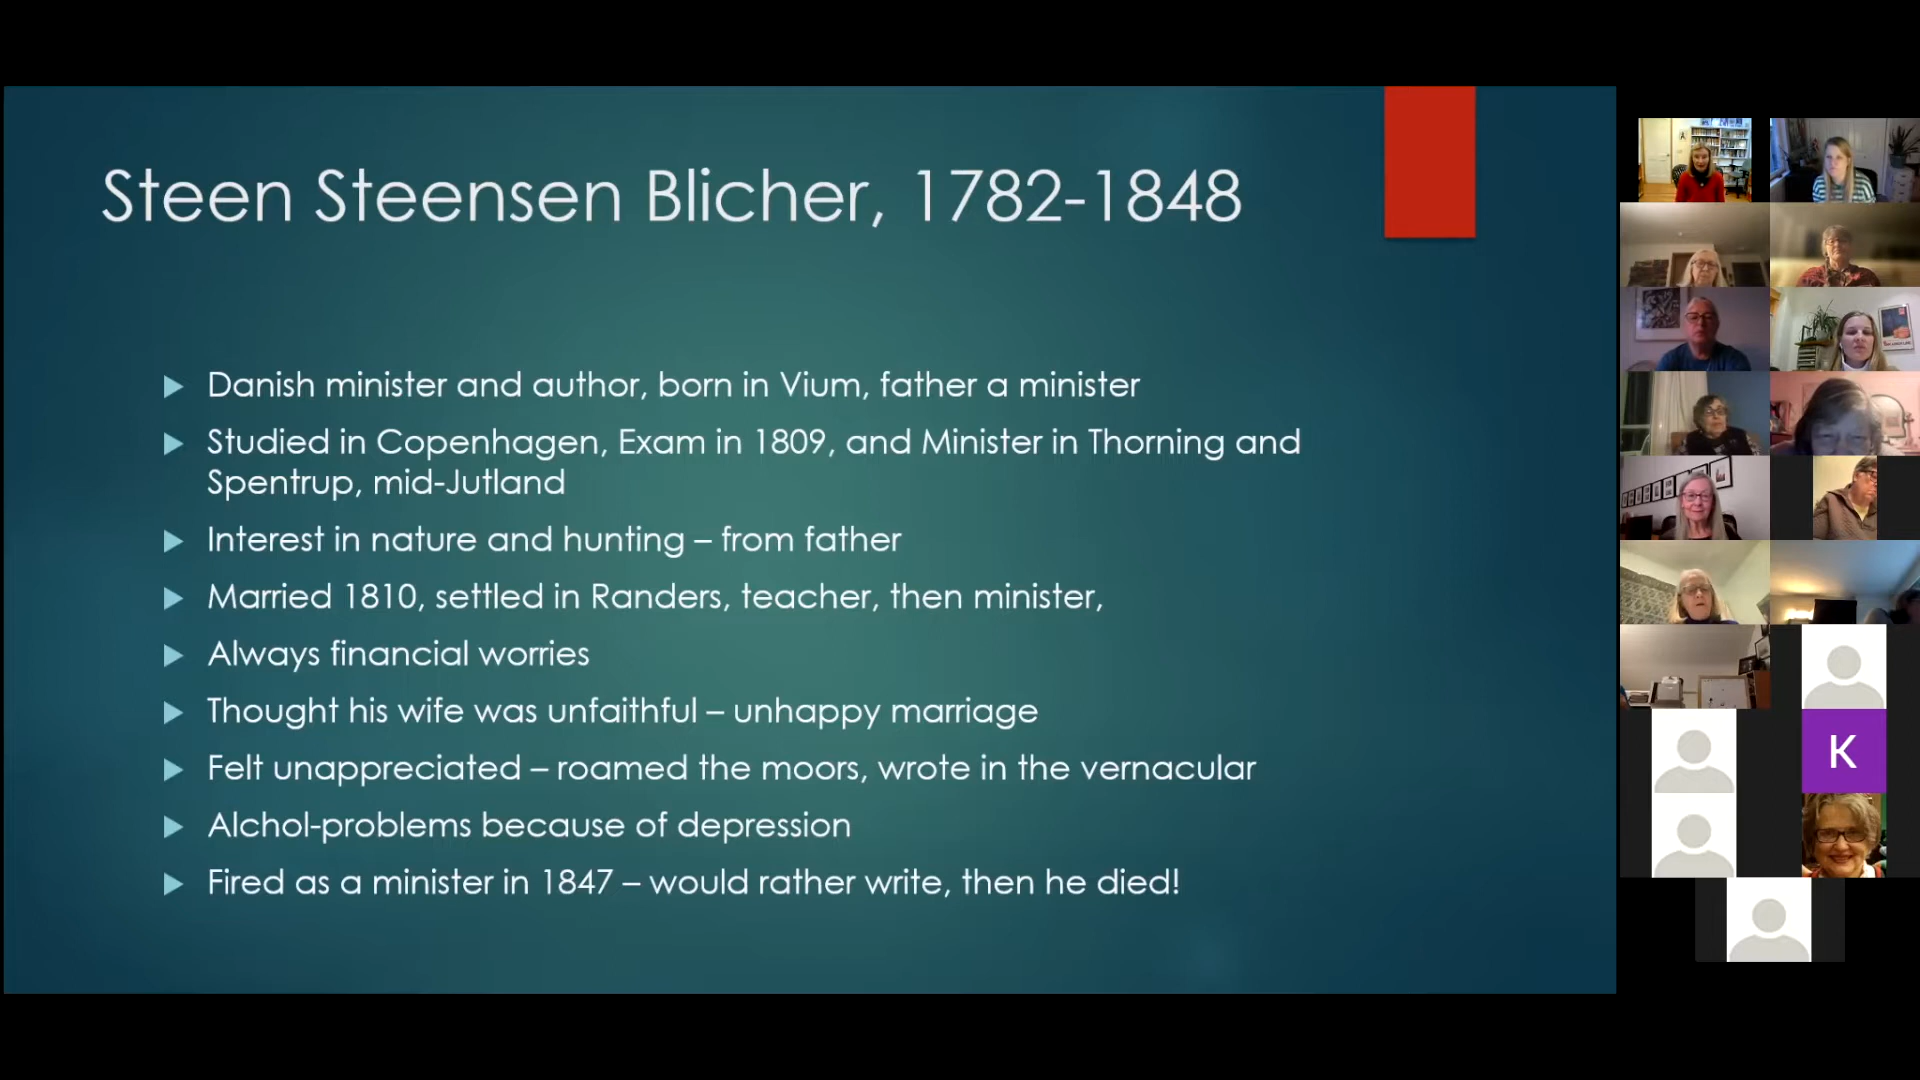 Steen Steensen Blicher, 1782-1848
Danish minister and author, born in Vium, father a minister
Studied in Copenhagen, Exam in 1809, and Minister in Thorning and
Spentrup, mid-Jutland
Interest in nature and hunting – from father
Married 1810, settled in Randers, teacher, then minister,
Always financial worries
Thought his wife was unfaithful – unhappy marriage
Felt unappreciated – roamed the moors, wrote in the vernacular
Alchol-problems because of depression
Fired as a minister in 1847 – would rather write, then he died!
K